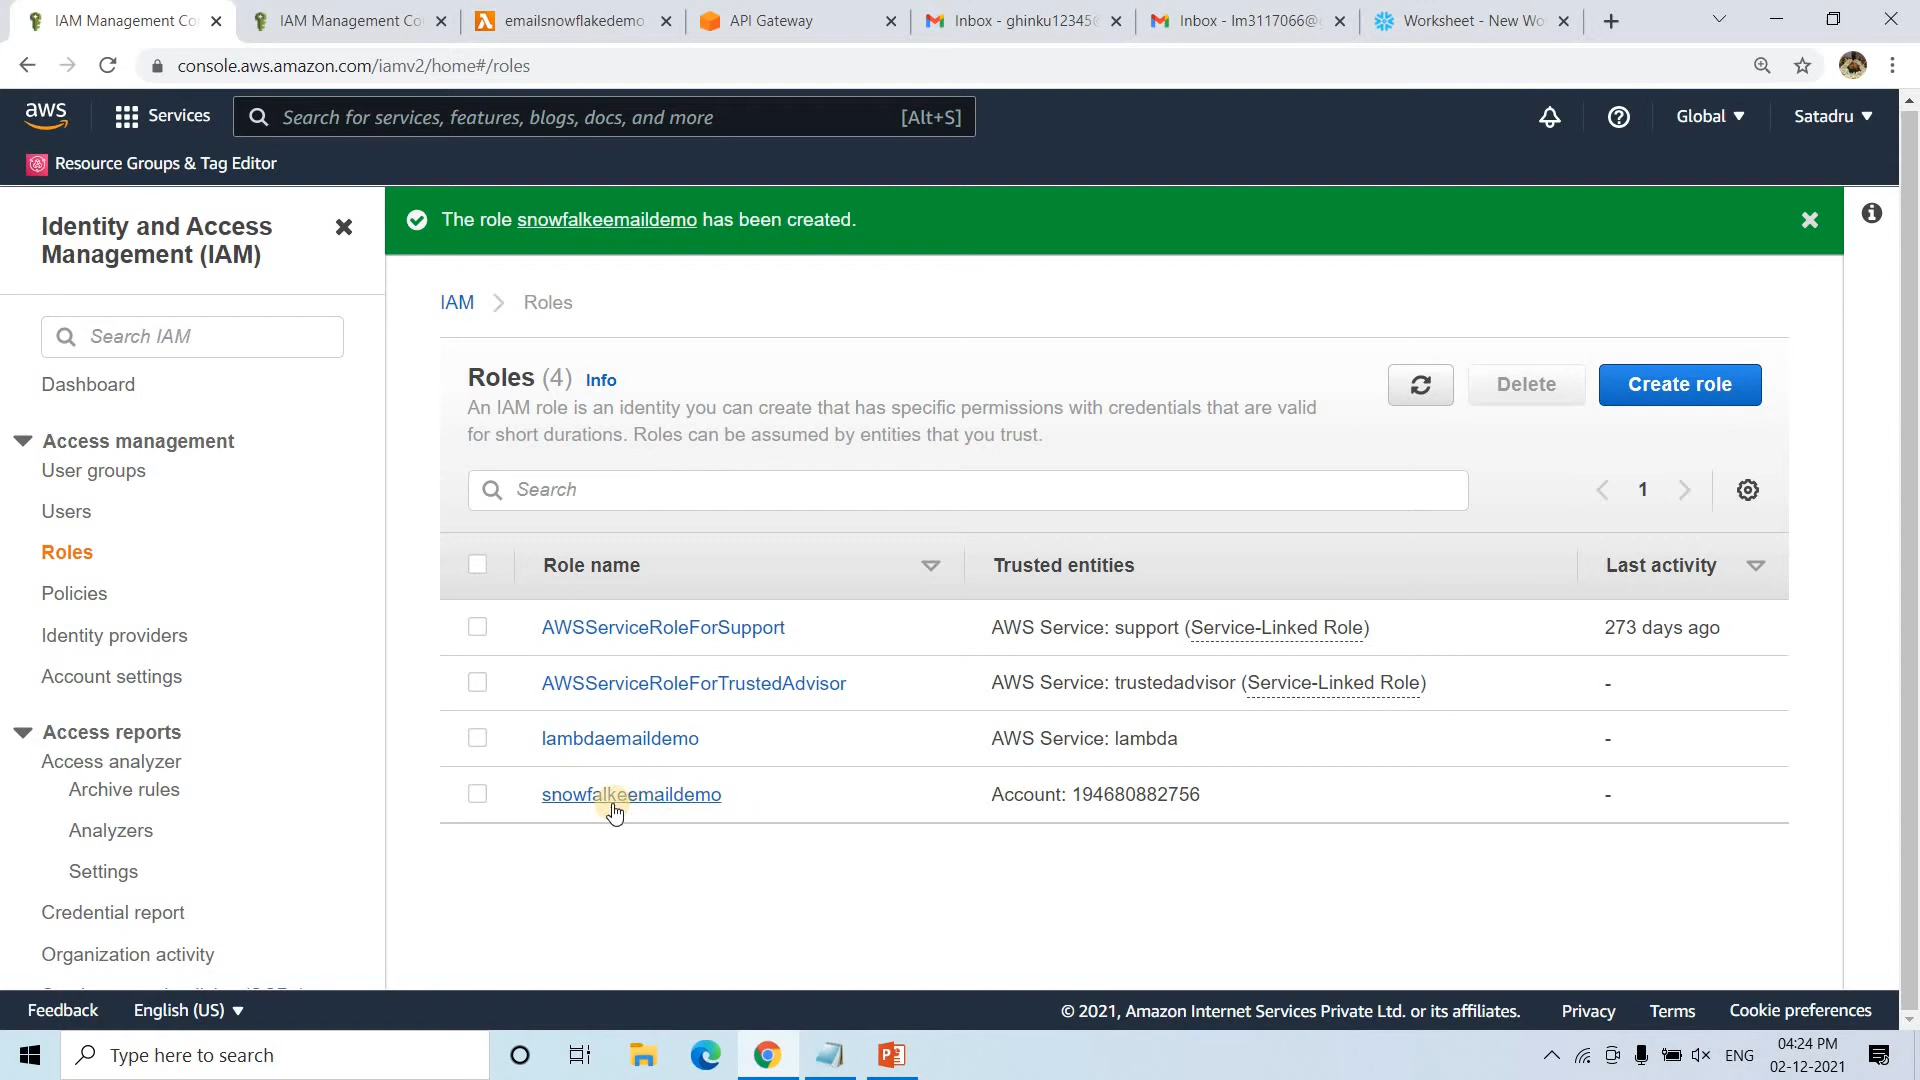 IAM Management Co
IAM Management Co
emailsnowflakedemo
API Gateway
Inbox - ghinku12345
Inbox - lm3117066@
Worksheet - New Wo
console.aws.amazon.com/iamv2/home#/roles
aws
Services
Search for services, features, blogs, docs, and more
[Alt+S]
Global
Satadru
Resource Groups & Tag Editor
Identity and Access
Management (IAM)
Search IAM
Dashboard
Access management
User groups
Users
Roles
Policies
Identity providers
Account settings
Access reports
Access analyzer
Archive rules
Analyzers
Settings
Credential report
Organization activity
The role snowfalkeemaildemo has been created.
IAM
Roles
Roles (4) Info
An IAM role is an identity you can create that has specific permissions with credentials that are valid
for short durations. Roles can be assumed by entities that you trust.
Delete
Create role
Search
1
Role name
Trusted entities
Last activity
AWSServiceRoleForSupport
AWS Service: support (Service-Linked Role)
273 days ago
AWSServiceRoleForTrustedAdvisor
AWS Service: trustedadvisor (Service-Linked Role)
-
lambdaemaildemo
AWS Service: lambda
-
snowfalkeemaildemo
Account: 194680882756
-
Feedback
English (US)
© 2021, Amazon Internet Services Private Ltd. or its affiliates.
Privacy
Terms
Cookie preferences
Type here to search
ENG
04:24 PM
02-12-2021